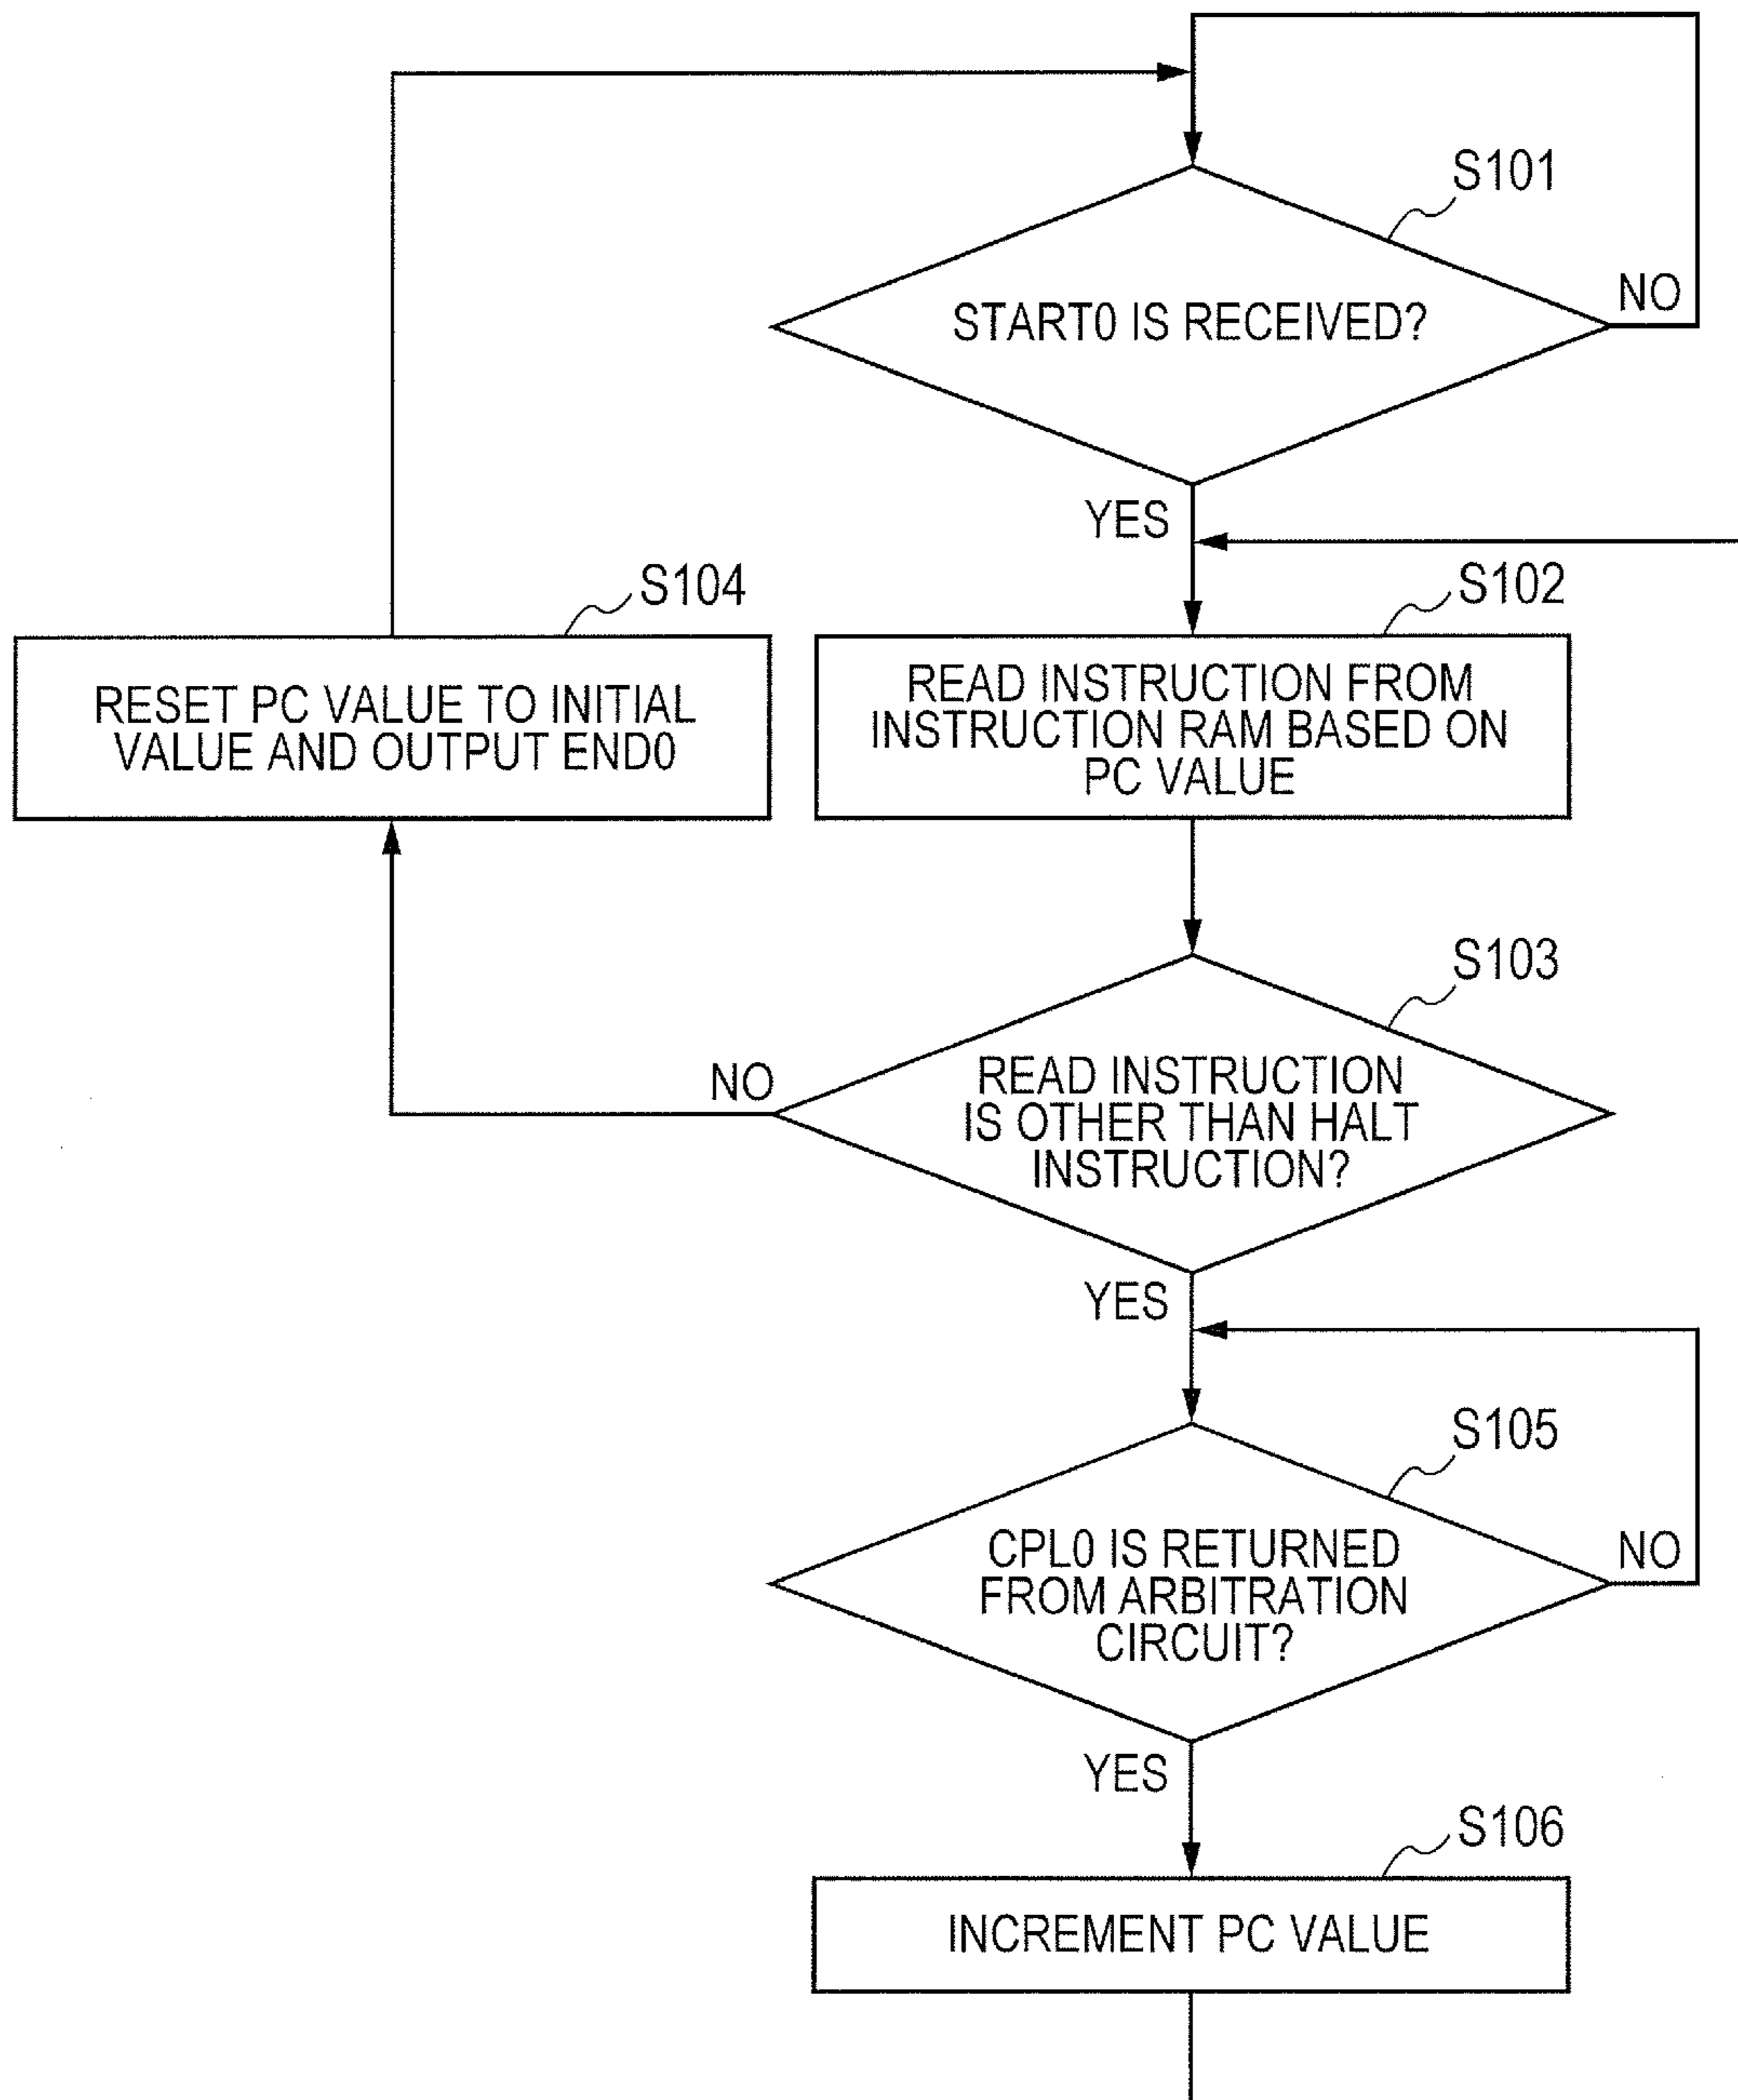 S101
START0 IS RECEIVED?
NO
YES
S104
RESET PC VALUE TO INITIAL
VALUE AND OUTPUT END0
S102
READ INSTRUCTION FROM
INSTRUCTION RAM BASED ON
PC VALUE
S103
READ INSTRUCTION
IS OTHER THAN HALT
INSTRUCTION?
NO
YES
S105
CPL0 IS RETURNED
FROM ARBITRATION
CIRCUIT?
NO
YES
S106
INCREMENT PC VALUE